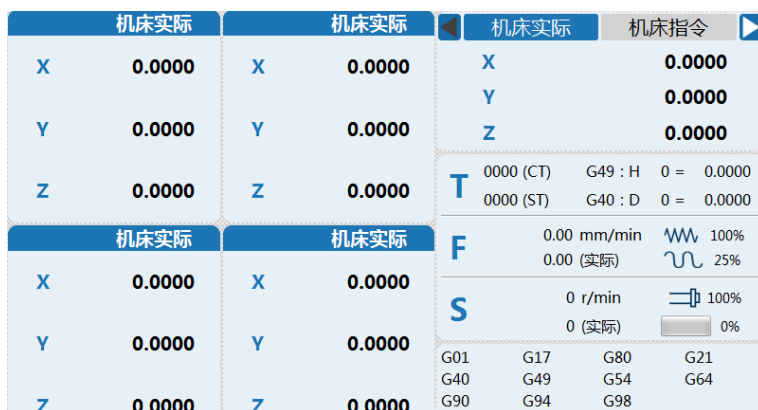 机床实际
X 0.0000
Y 0.0000
Z 0.0000
机床实际
X 0.0000
Y 0.0000
Z 0.0000
机床实际 机床指令
X 0.0000
Y 0.0000
Z 0.0000
T 0000 (CT) G49 : H 0 = 0.0000
0000 (ST) G40 : D 0 = 0.0000
F 0.00 mm/min 100%
0.00 (实际) 25%
S 0 r/min 100%
0 (实际) 0%
机床实际
X 0.0000
Y 0.0000
Z 0.0000
机床实际
X 0.0000
Y 0.0000
Z 0.0000
G01 G17 G80 G21
G40 G49 G54 G64
G90 G94 G98